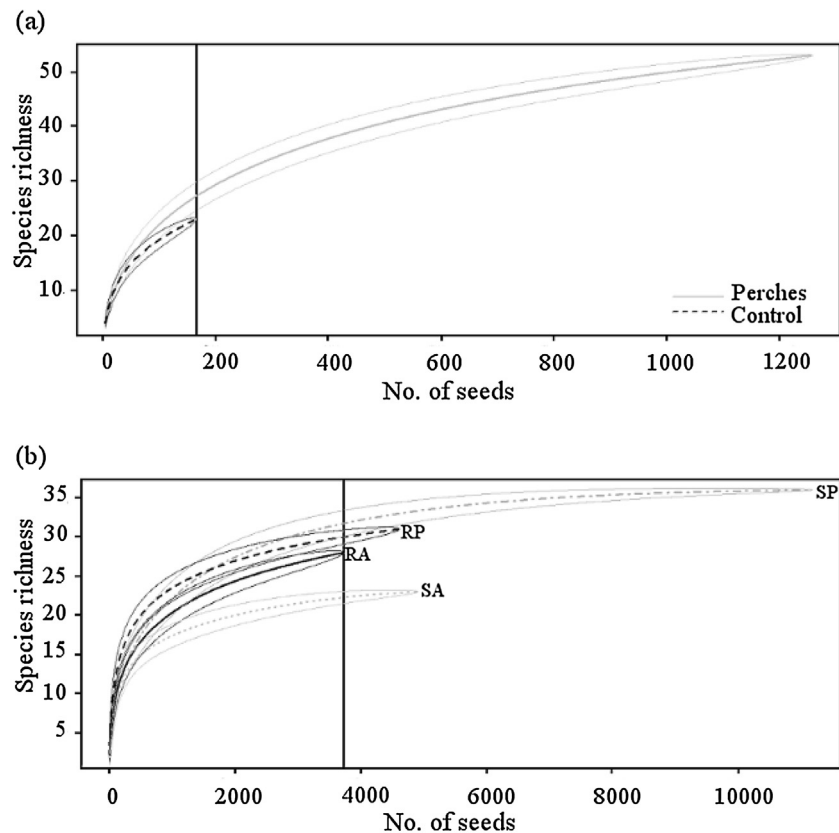 (a)
Species richness
50
40
30
20
10
Perches
Control
0 200 400 600 800 1000 1200
No. of seeds
(b)
Species richness
35
30
25
20
15
10
5
SP
RP
RA
SA
0 2000 4000 6000 8000 10000
No. of seeds